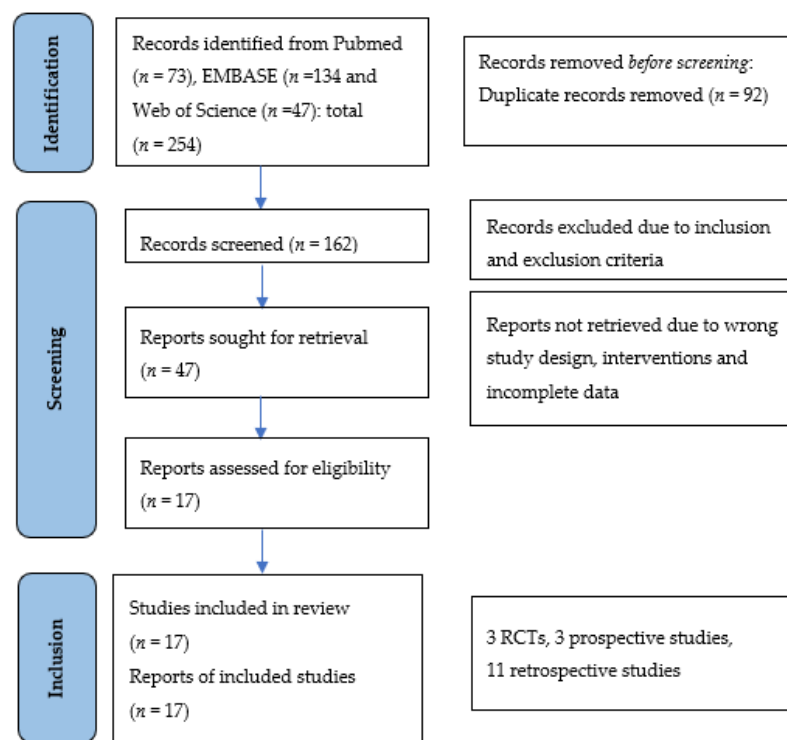 Identification
Records identified from Pubmed
(n = 73), EMBASE (n =134 and
Web of Science (n =47): total
(n = 254)
Records removed before screening:
Duplicate records removed (n = 92)
Screening
Records screened (n = 162)
Records excluded due to inclusion
and exclusion criteria
Reports sought for retrieval
(n = 47)
Reports not retrieved due to wrong
study design, interventions and
incomplete data
Reports assessed for eligibility
(n = 17)
Inclusion
Studies included in review
(n = 17)
Reports of included studies
(n = 17)
3 RCTs, 3 prospective studies,
11 retrospective studies